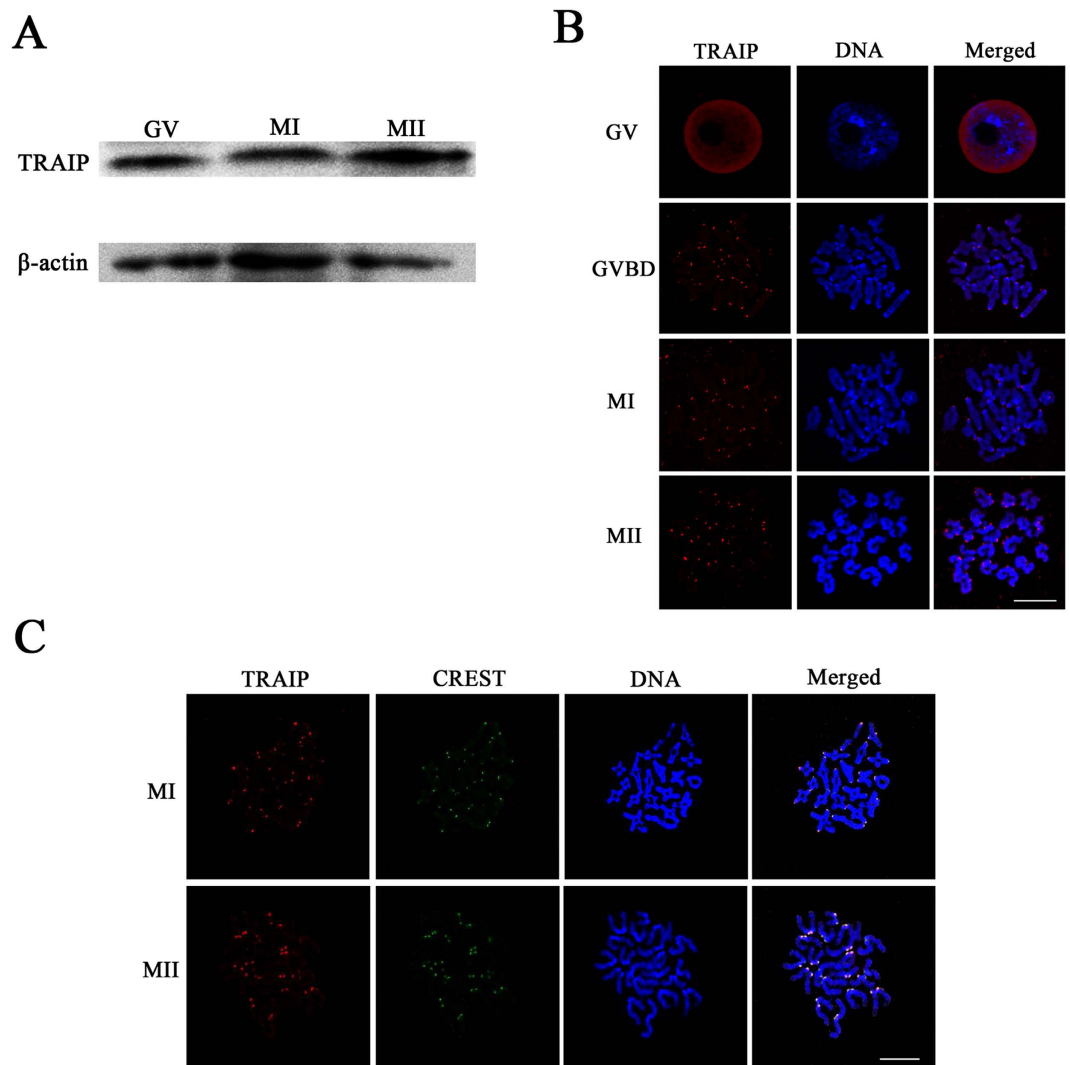 A
GV MI MII
TRAIP
β-actin
B
TRAIP DNA Merged
GV
GVBD
MI
MII
C
TRAIP CREST DNA Merged
MI
MII